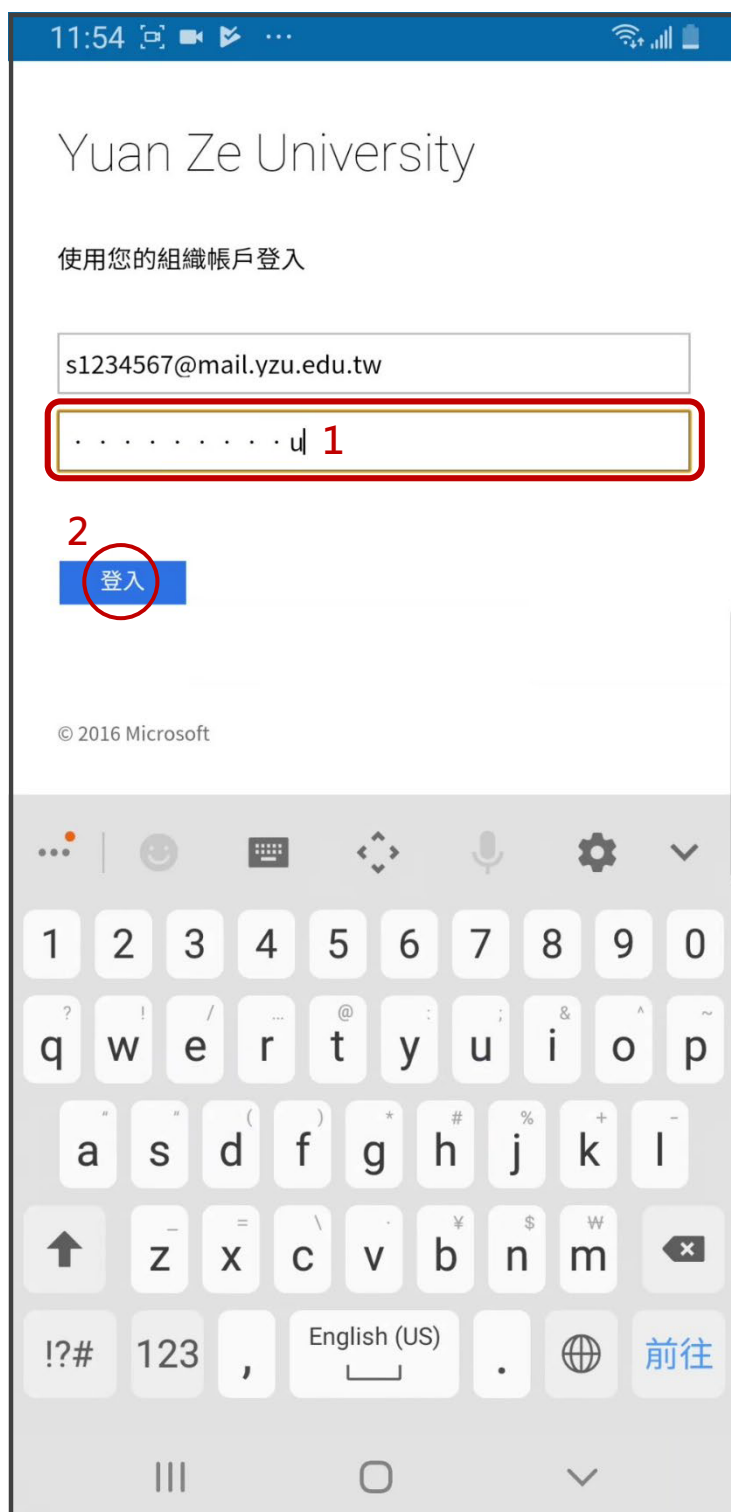 11:54
Yuan Ze University
使用您的組織帳戶登入
s1234567@mail.yzu.edu.tw
·········u 1
2
登入
© 2016 Microsoft
1 2 3 4 5 6 7 8 9 0
? ! / ... @ : ; & ^ ~
q w e r t y u i o p
" " ( ) * # % + -
a s d f g h j k l
_ = \ · ¥ $ ₩
z x c v b n m
!?# 123 , English (US) . 前往